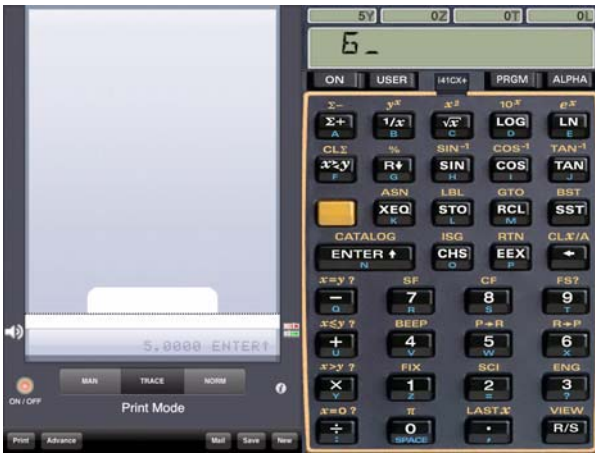 5Y 0Z 0T 0L
6_
ON USER I41CX+ PRGM ALPHA
Σ- yˣ x² 10ˣ eˣ
Σ+ 1/x √x LOG LN
A B C D E
CLΣ % SIN⁻¹ COS⁻¹ TAN⁻¹
x≷y R↓ SIN COS TAN
F G H I J
ASN LBL GTO BST
XEQ STO RCL SST
K L M
CATALOG ISG RTN CLX/A
ENTER↑ CHS EEX ←
N O P
x=y? SF CF FS?
− 7 8 9
Q R S T
x≤y? BEEP P→R R→P
+ 4 5 6
U V W X
x>y? FIX SCI ENG
× 1 2 3
Y Z = ?
x=0? π LAST X VIEW
÷ 0 . R/S
: SPACE ,
5.0000 ENTER↑
MAN TRACE NORM
ON / OFF
Print Mode
i
Print Advance Mail Save New